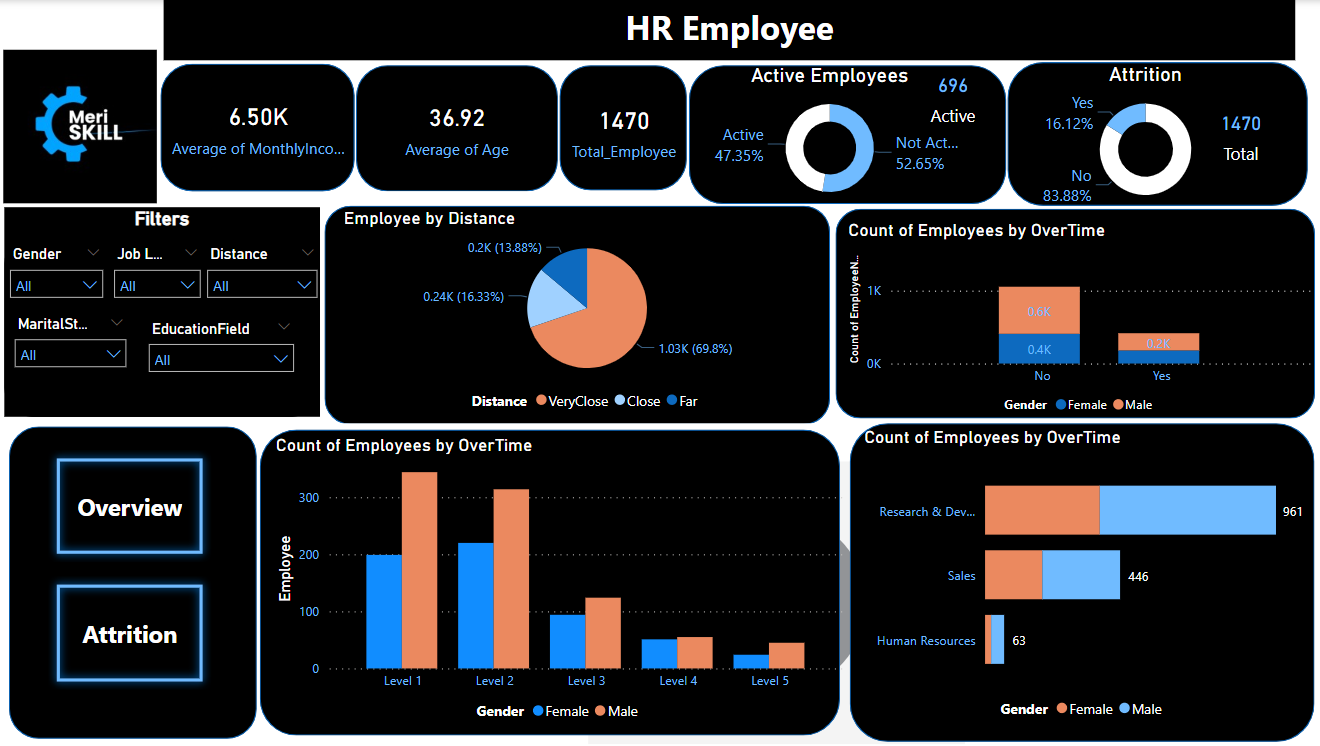 HR Employee
Meri
SKILL
6.50K
Average of MonthlyInco...
36.92
Average of Age
1470
Total_Employee
Active Employees
696
Active
Active
47.35%
Not Act...
52.65%
Attrition
Yes
16.12%
No
83.88%
1470
Total
Filters
Gender
All
Job L...
All
Distance
All
MaritalSt...
All
EducationField
All
Employee by Distance
0.2K (13.88%)
0.24K (16.33%)
1.03K (69.8%)
Distance VeryClose Close Far
Count of Employees by OverTime
Count of EmployeeN...
1K
0K
0.6K
0.4K
0.2K
No
Yes
Gender Female Male
Overview
Attrition
Count of Employees by OverTime
Employee
300
200
100
0
Level 1
Level 2
Level 3
Level 4
Level 5
Gender Female Male
Count of Employees by OverTime
Research & Dev... 961
Sales 446
Human Resources 63
Gender Female Male